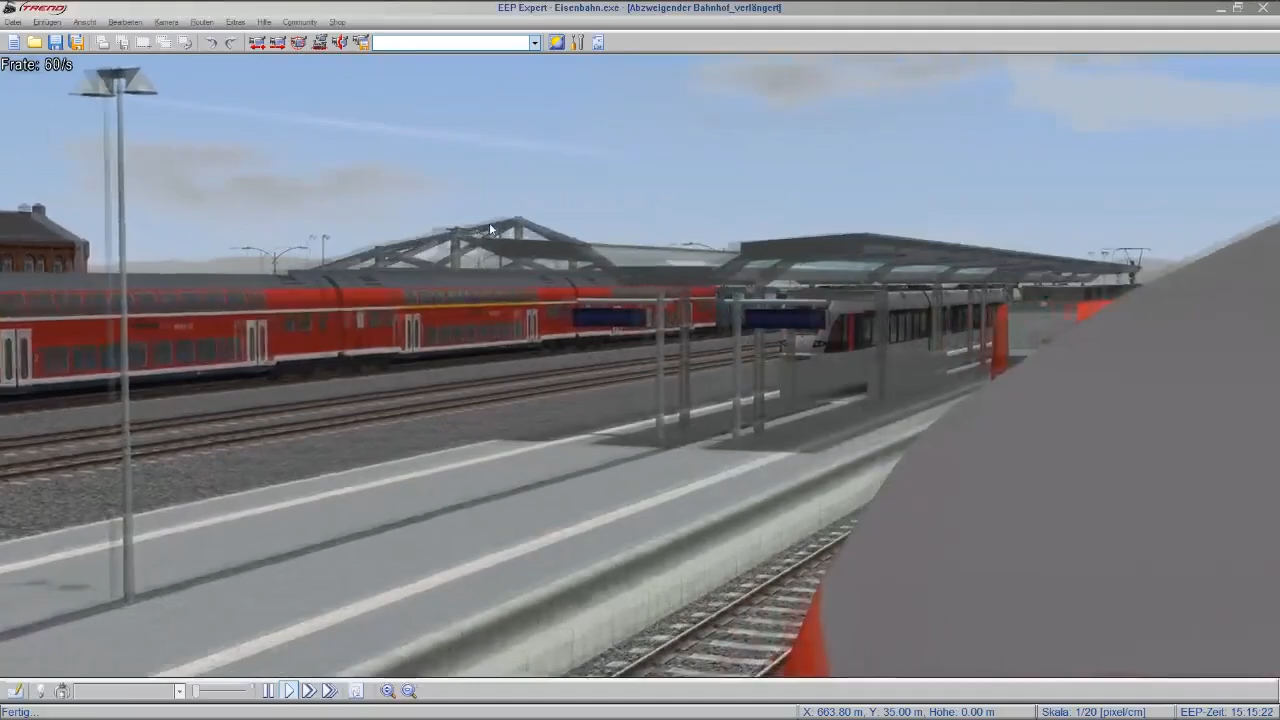 TREND
EEP Expert - Eisenbahn.exe - [Abzweigender Bahnhof_verlängert]
Datei Einfügen Ansicht Bearbeiten Kamera Routen Extras Hilfe Community Shop
Frate: 60/s
Fertig...
X: 663.80 m, Y: 35.00 m, Höhe: 0.00 m
Skala: 1/20 [pixel/cm]
EEP-Zeit. 15:15:22